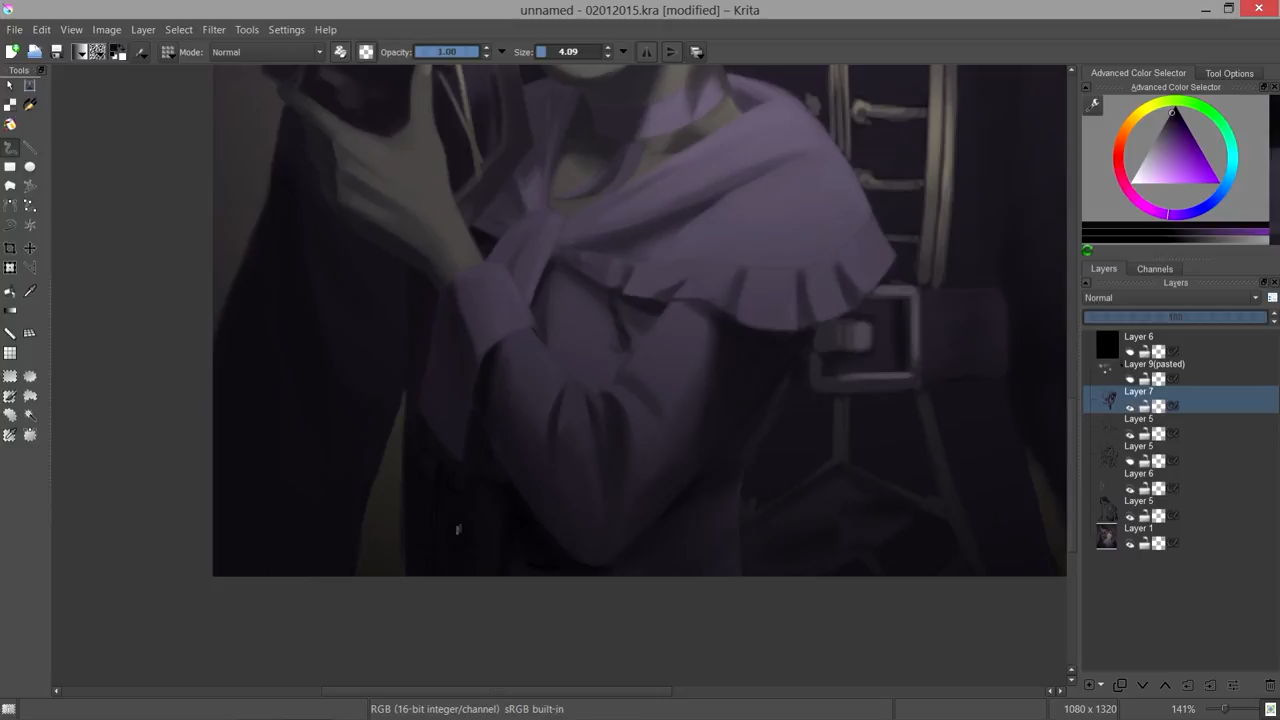 unnamed - 02012015.kra [modified] – Krita
File Edit View Image Layer Select Filter Tools Settings Help
Mode: Normal Opacity: 1.00 Size: 4.09
Tools
Advanced Color Selector Tool Options
Advanced Color Selector
Layers Channels
Layers
Normal
100
Layer 6
Layer 9(pasted)
Layer 7
Layer 5
Layer 5
Layer 6
Layer 5
Layer 1
RGB (16-bit integer/channel) sRGB built-in 1080 x 1320 141%